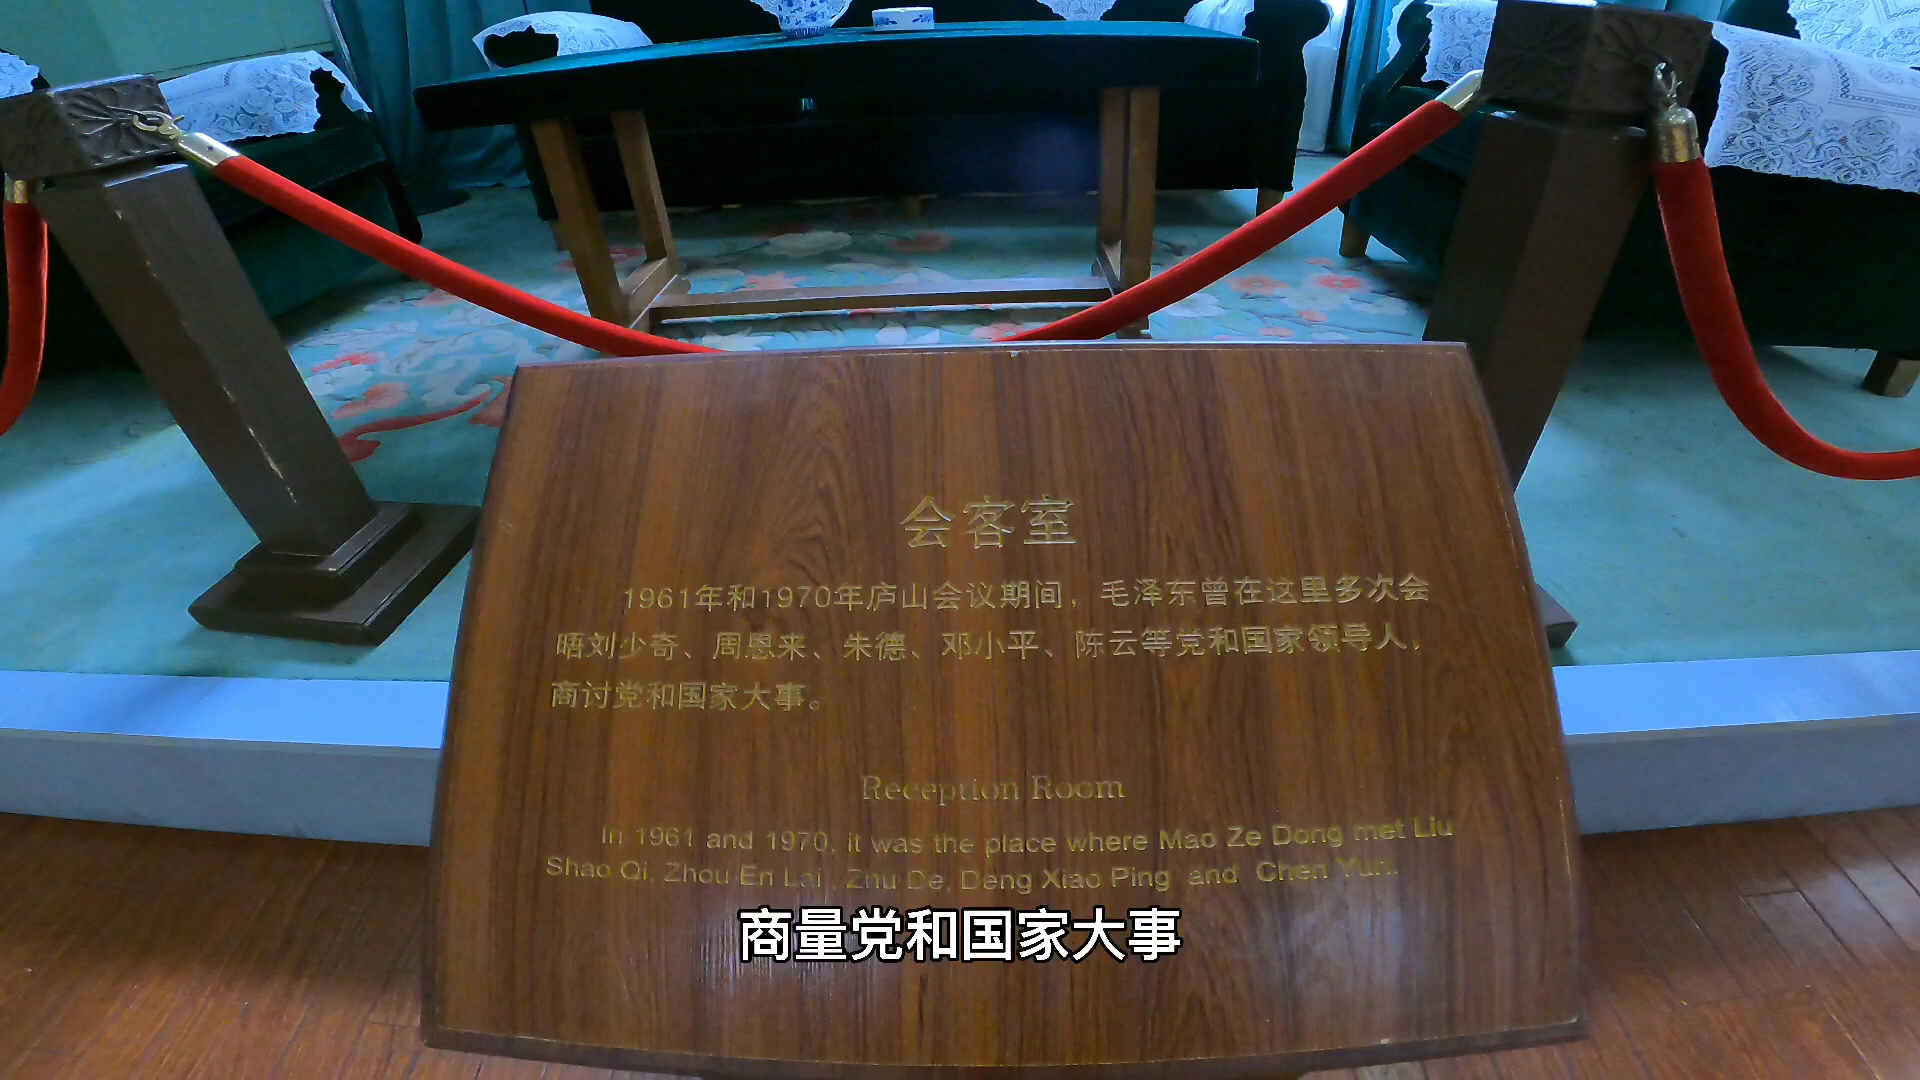 会客室
1961年和1970年庐山会议期间，毛泽东曾在这里多次会
晤刘少奇、周恩来、朱德、邓小平、陈云等党和国家领导人，
商讨党和国家大事。
Reception Room
In 1961 and 1970, it was the place where Mao Ze Dong met Liu
Shao Qi, Zhou En Lai , Zhu De, Deng Xiao Ping and Chen Yun..
商量党和国家大事